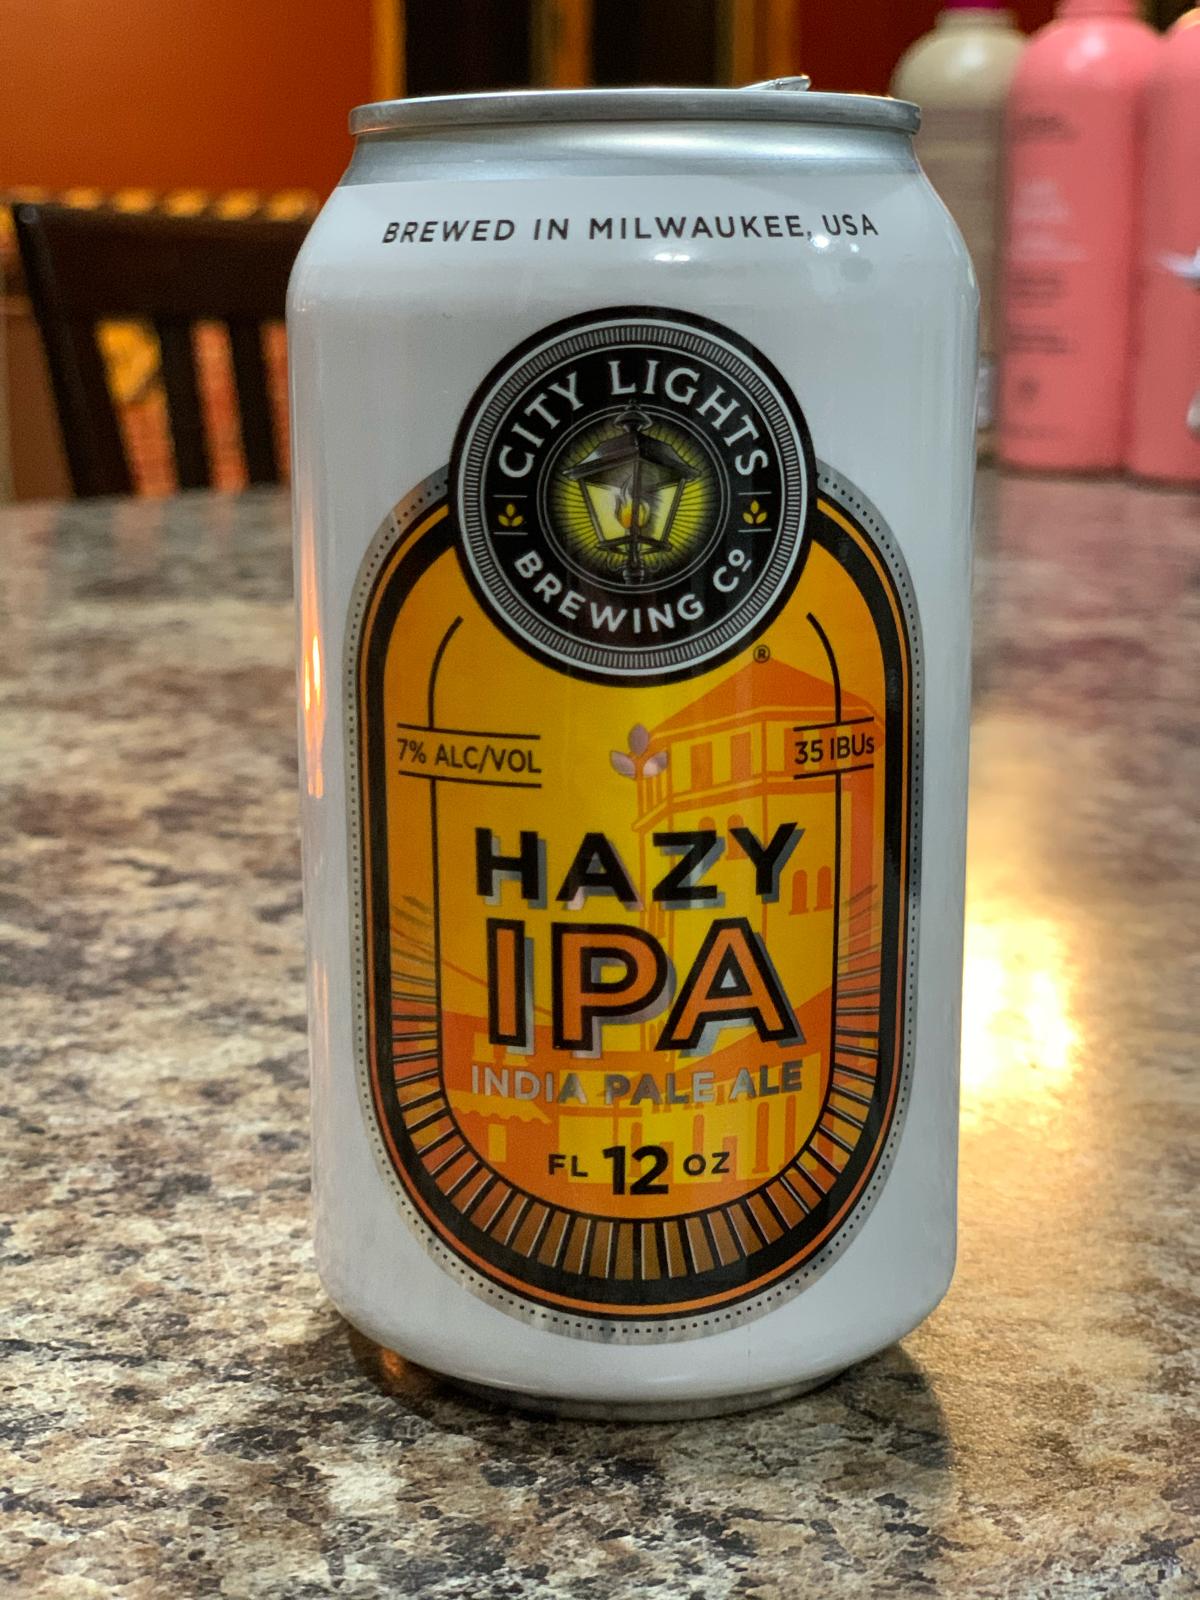 BREWED IN MILWAUKEE, USA
CITY LIGHTS
BREWING Cº
®
7% ALC/VOL
35 IBUs
HAZY
IPA
INDIA PALE ALE
FL 12 OZ